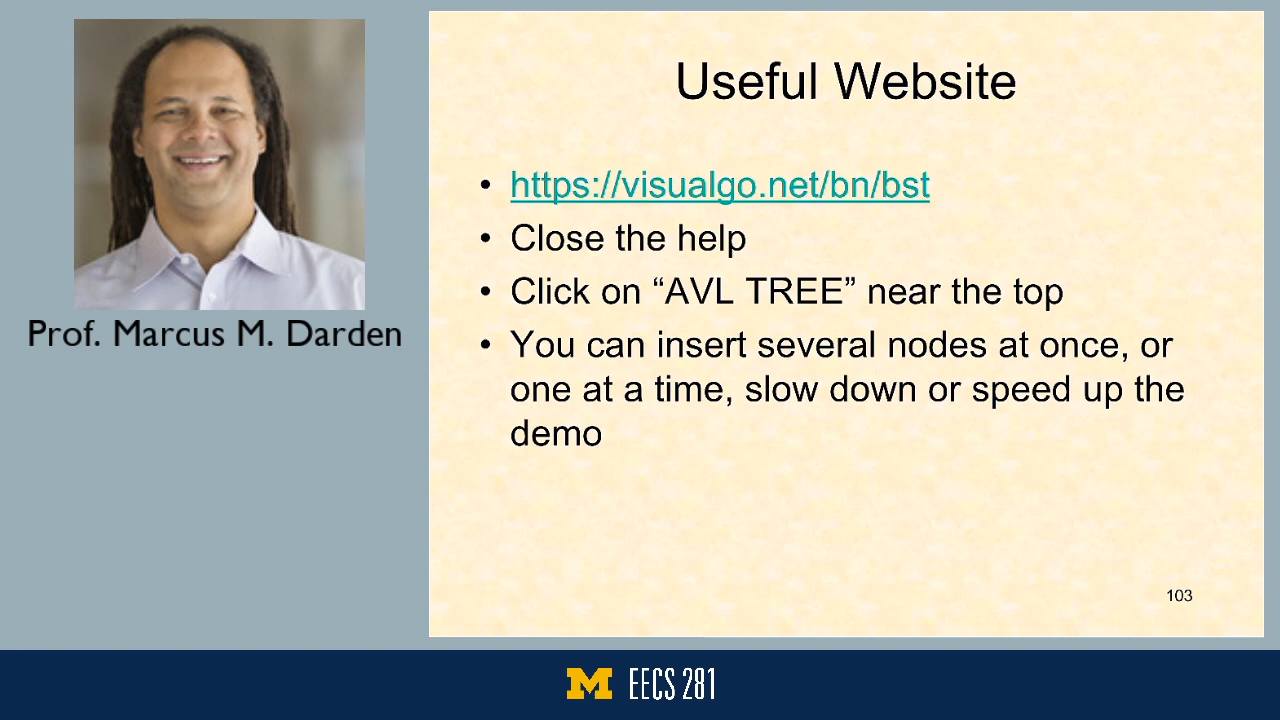 Prof. Marcus M. Darden
Useful Website
• https://visualgo.net/bn/bst
• Close the help
• Click on “AVL TREE” near the top
• You can insert several nodes at once, or
one at a time, slow down or speed up the
demo
103
M EECS 281